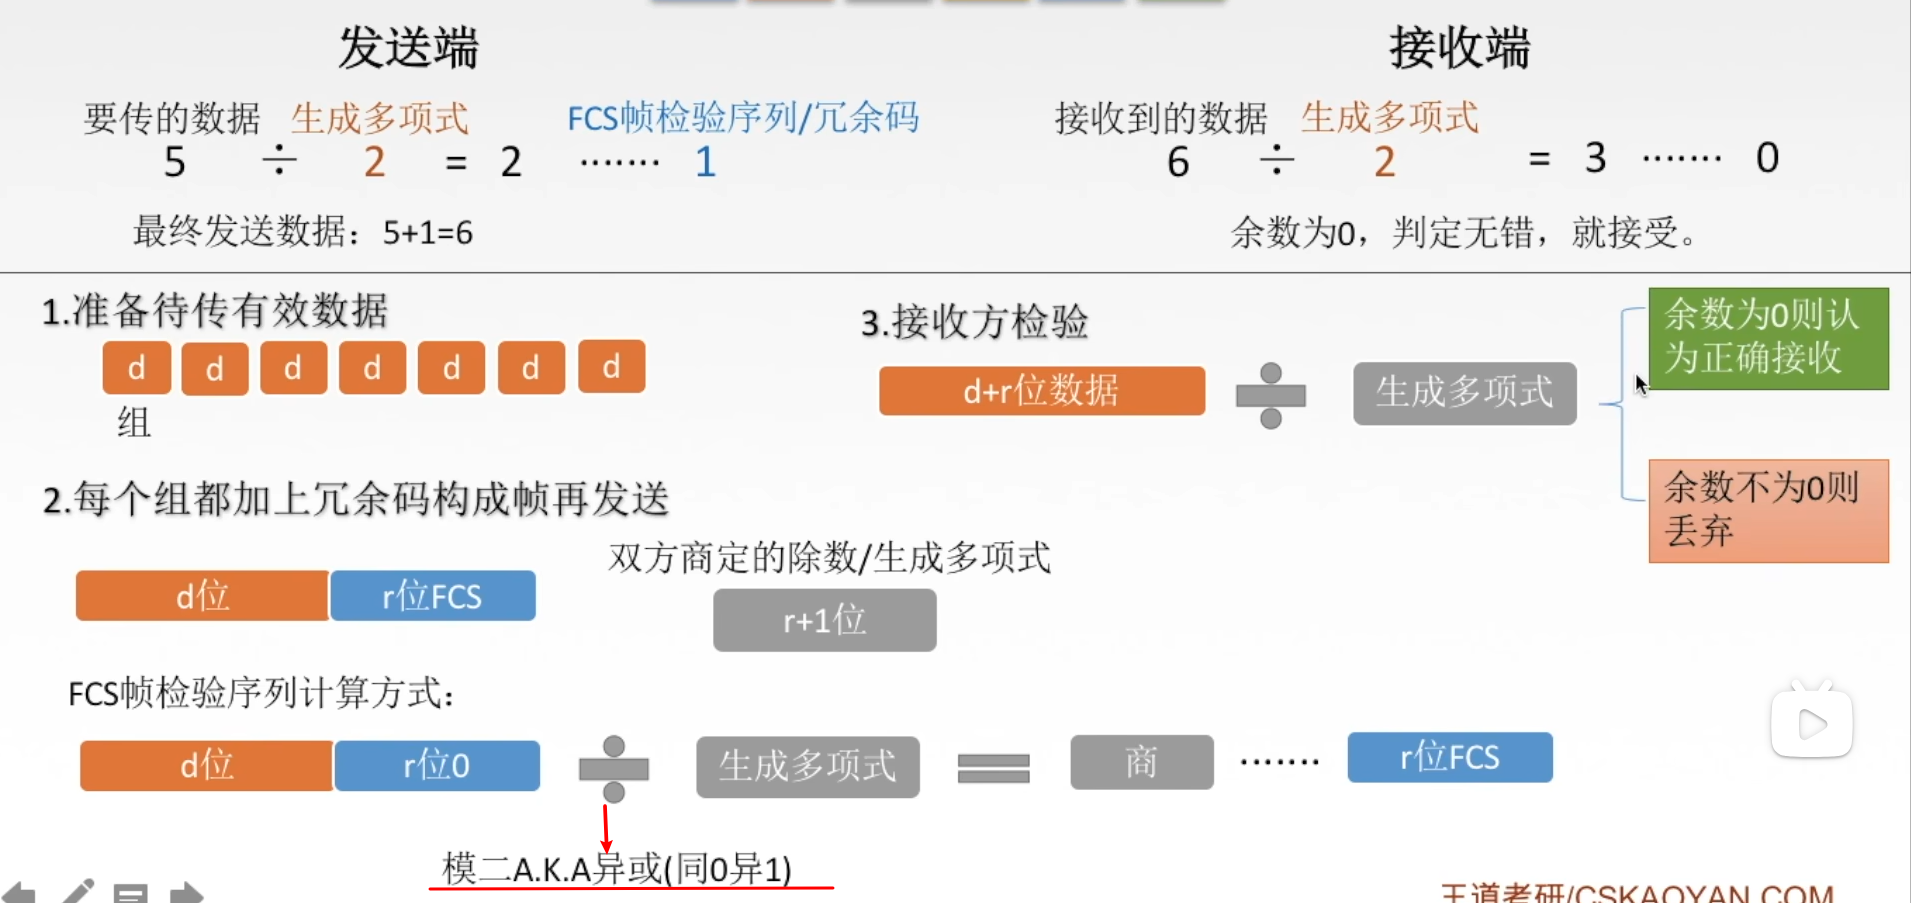 发送端
接收端
要传的数据 生成多项式 FCS帧检验序列/冗余码
5 ÷ 2 = 2 ······· 1
最终发送数据：5+1=6
接收到的数据 生成多项式
6 ÷ 2 = 3 ······· 0
余数为0，判定无错，就接受。
1.准备待传有效数据
d d d d d d d
组
2.每个组都加上冗余码构成帧再发送
d位 r位FCS
双方商定的除数/生成多项式
r+1位
FCS帧检验序列计算方式：
d位 r位0 ÷ 生成多项式 = 商 ······· r位FCS
模二A.K.A异或(同0异1)
3.接收方检验
d+r位数据 ÷ 生成多项式
余数为0则认
为正确接收
余数不为0则
丢弃
王道考研/CSKAOYAN.COM